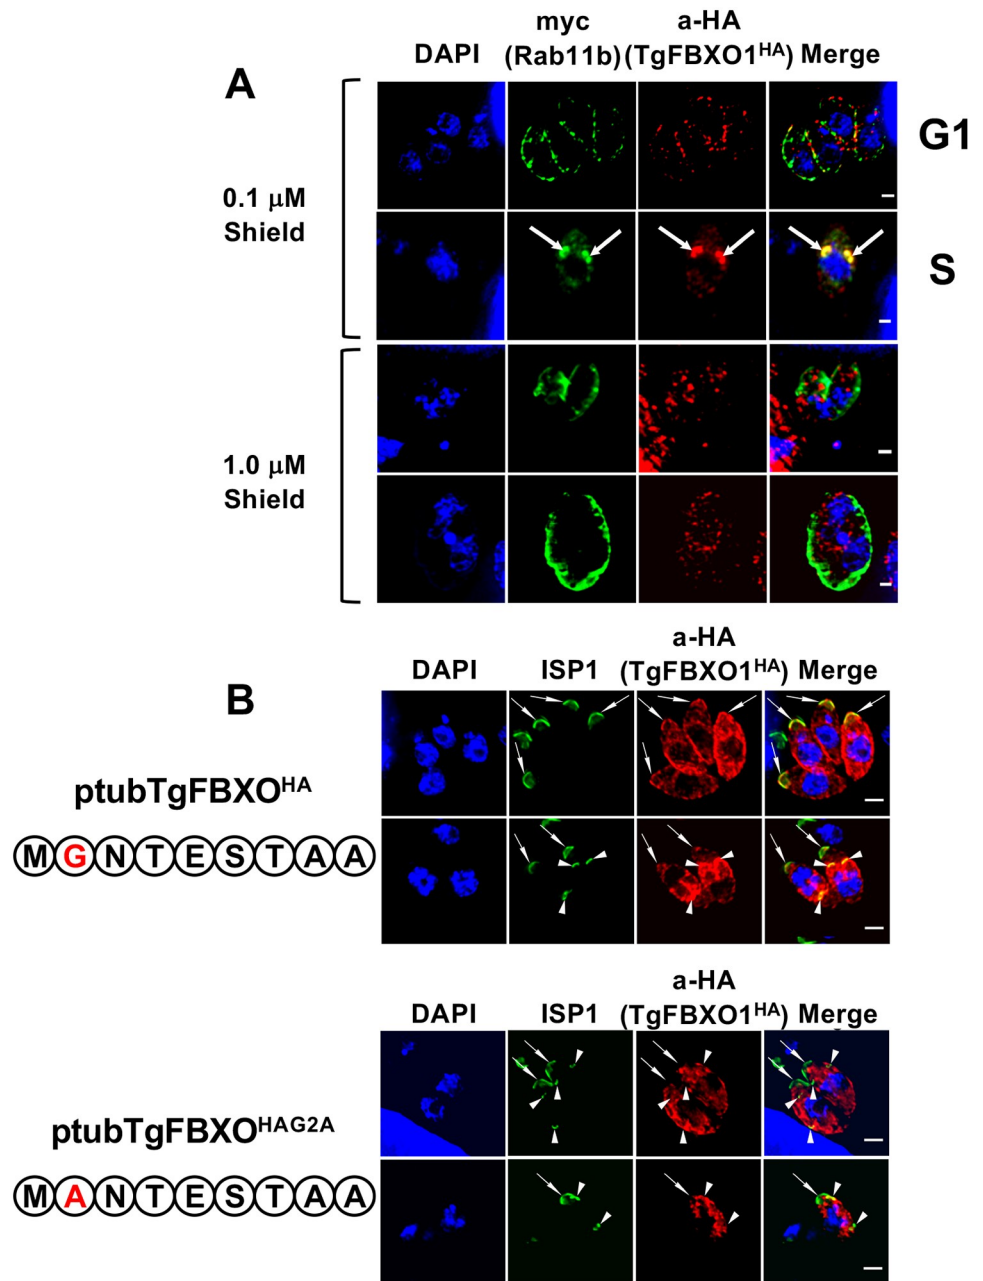 myc a-HA
DAPI (Rab11b) (TgFBXO1HA) Merge
A
G1
0.1 μM
Shield
S
1.0 μM
Shield
a-HA
DAPI ISP1 (TgFBXO1HA) Merge
B
ptubTgFBXOHA
MGNTESTAA
a-HA
DAPI ISP1 (TgFBXO1HA) Merge
ptubTgFBXOHAG2A
MANTESTAA